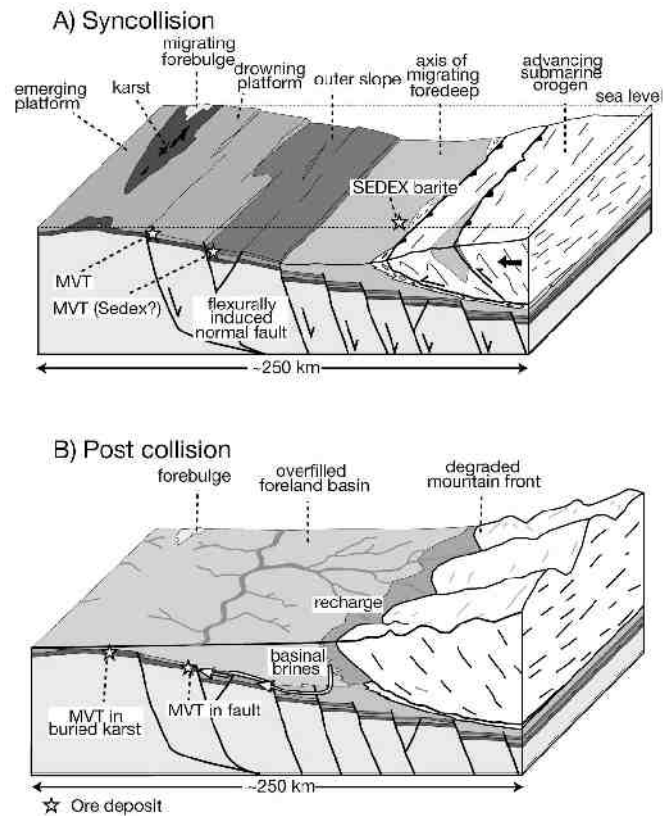 A) Syncollision
migrating
forebulge
karst
emerging
platform
drowning
platform
outer slope
axis of
migrating
foredeep
advancing
submarine
orogen
sea level
SEDEX barite
MVT
MVT (Sedex?)
flexurally
induced
normal fault
~250 km
B) Post collision
forebulge
overfilled
foreland basin
degraded
mountain front
recharge
basinal
brines
MVT in
buried karst
MVT in fault
~250 km
☆ Ore deposit